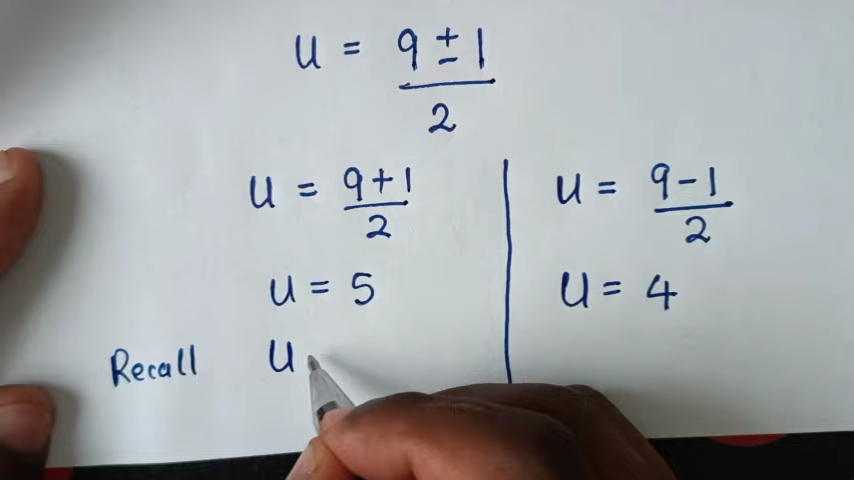 u = 9 ± 1
2
u = 9+1
2
u = 5
Recall u
u = 9-1
2
u = 4